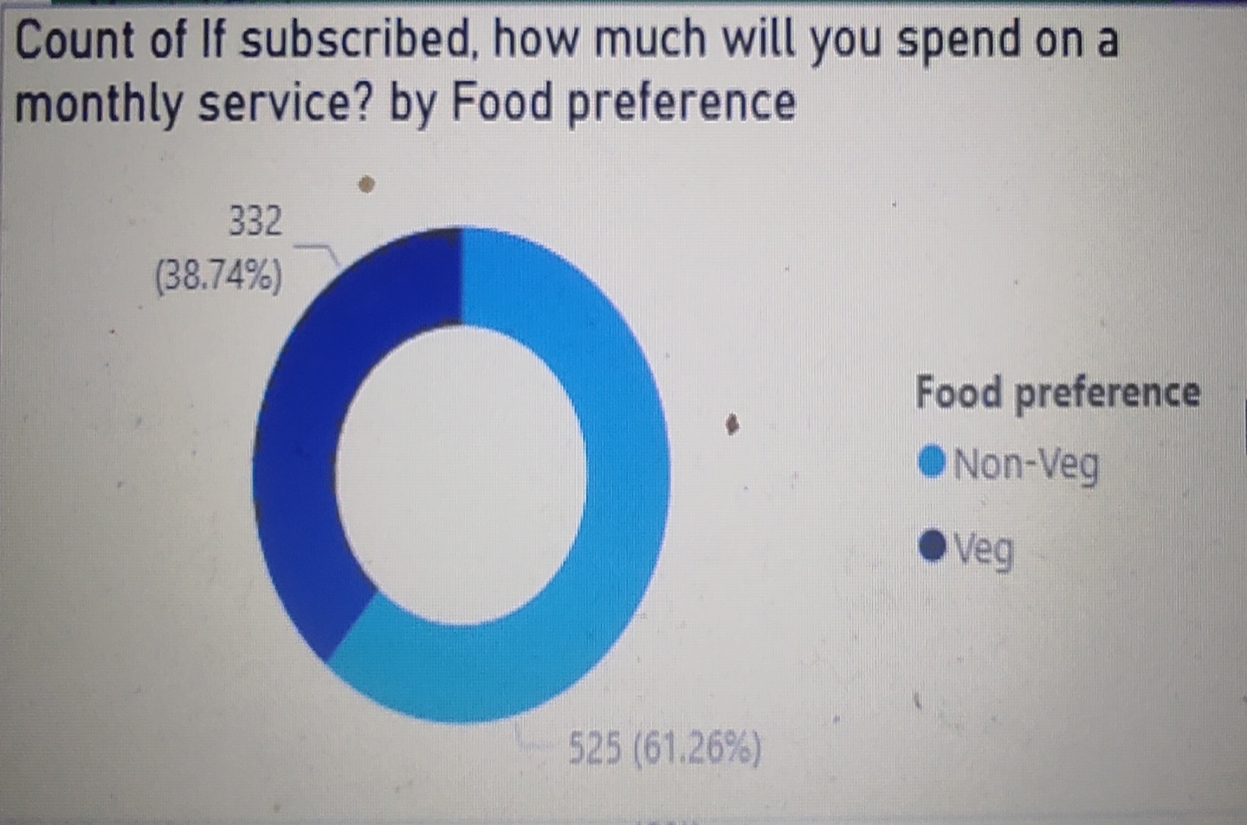 Count of If subscribed, how much will you spend on a
monthly service? by Food preference
332
(38.74%)
Food preference
Non-Veg
Veg
525 (61.26%)